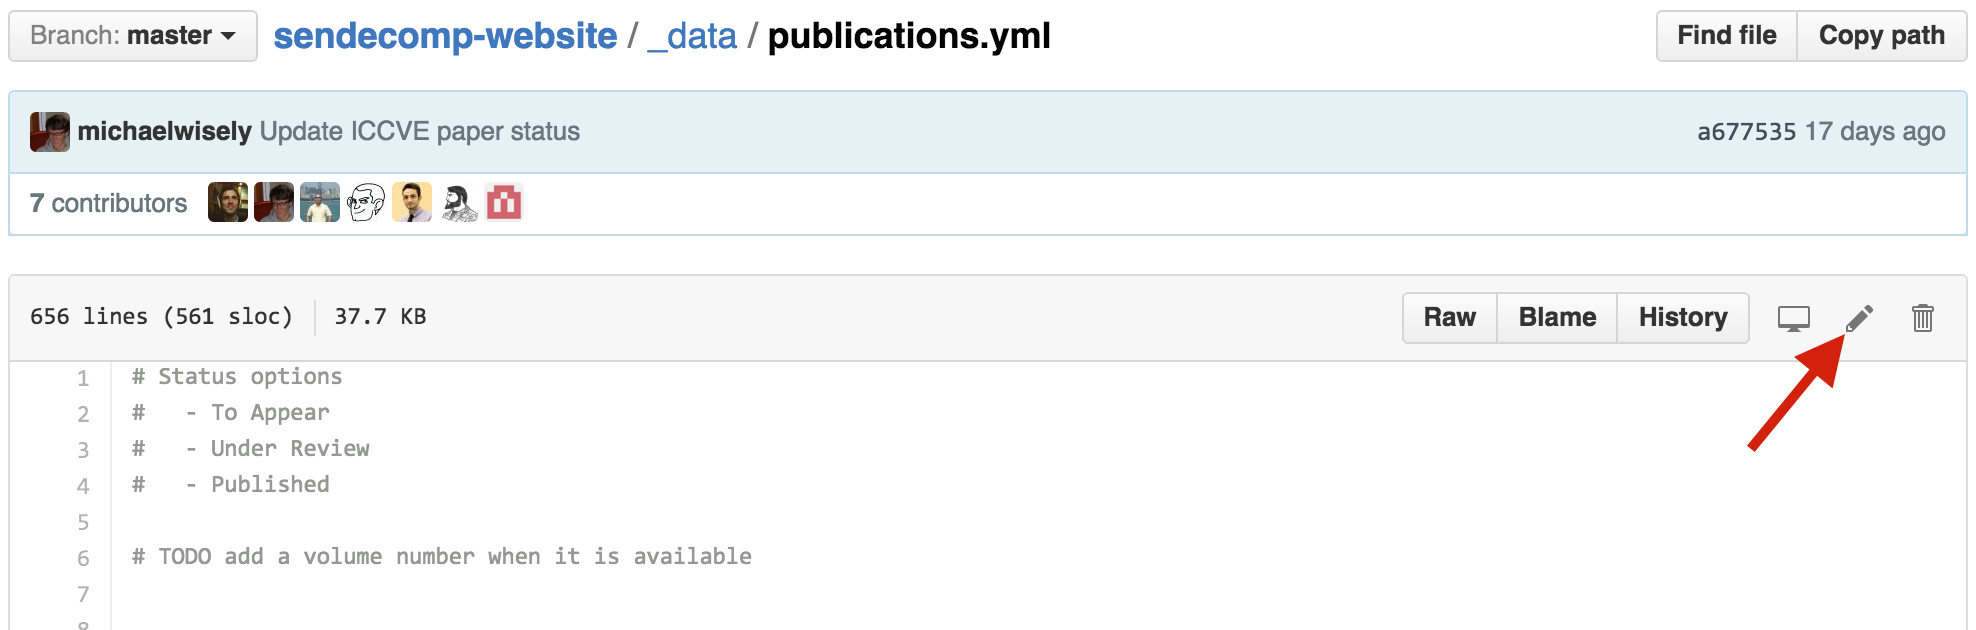 Branch: master sendecomp-website / _data / publications.yml Find file Copy path
michaelwisely Update ICCVE paper status a677535 17 days ago
7 contributors
656 lines (561 sloc) 37.7 KB Raw Blame History
1 # Status options
2 # - To Appear
3 # - Under Review
4 # - Published
5
6 # TODO add a volume number when it is available
7
8